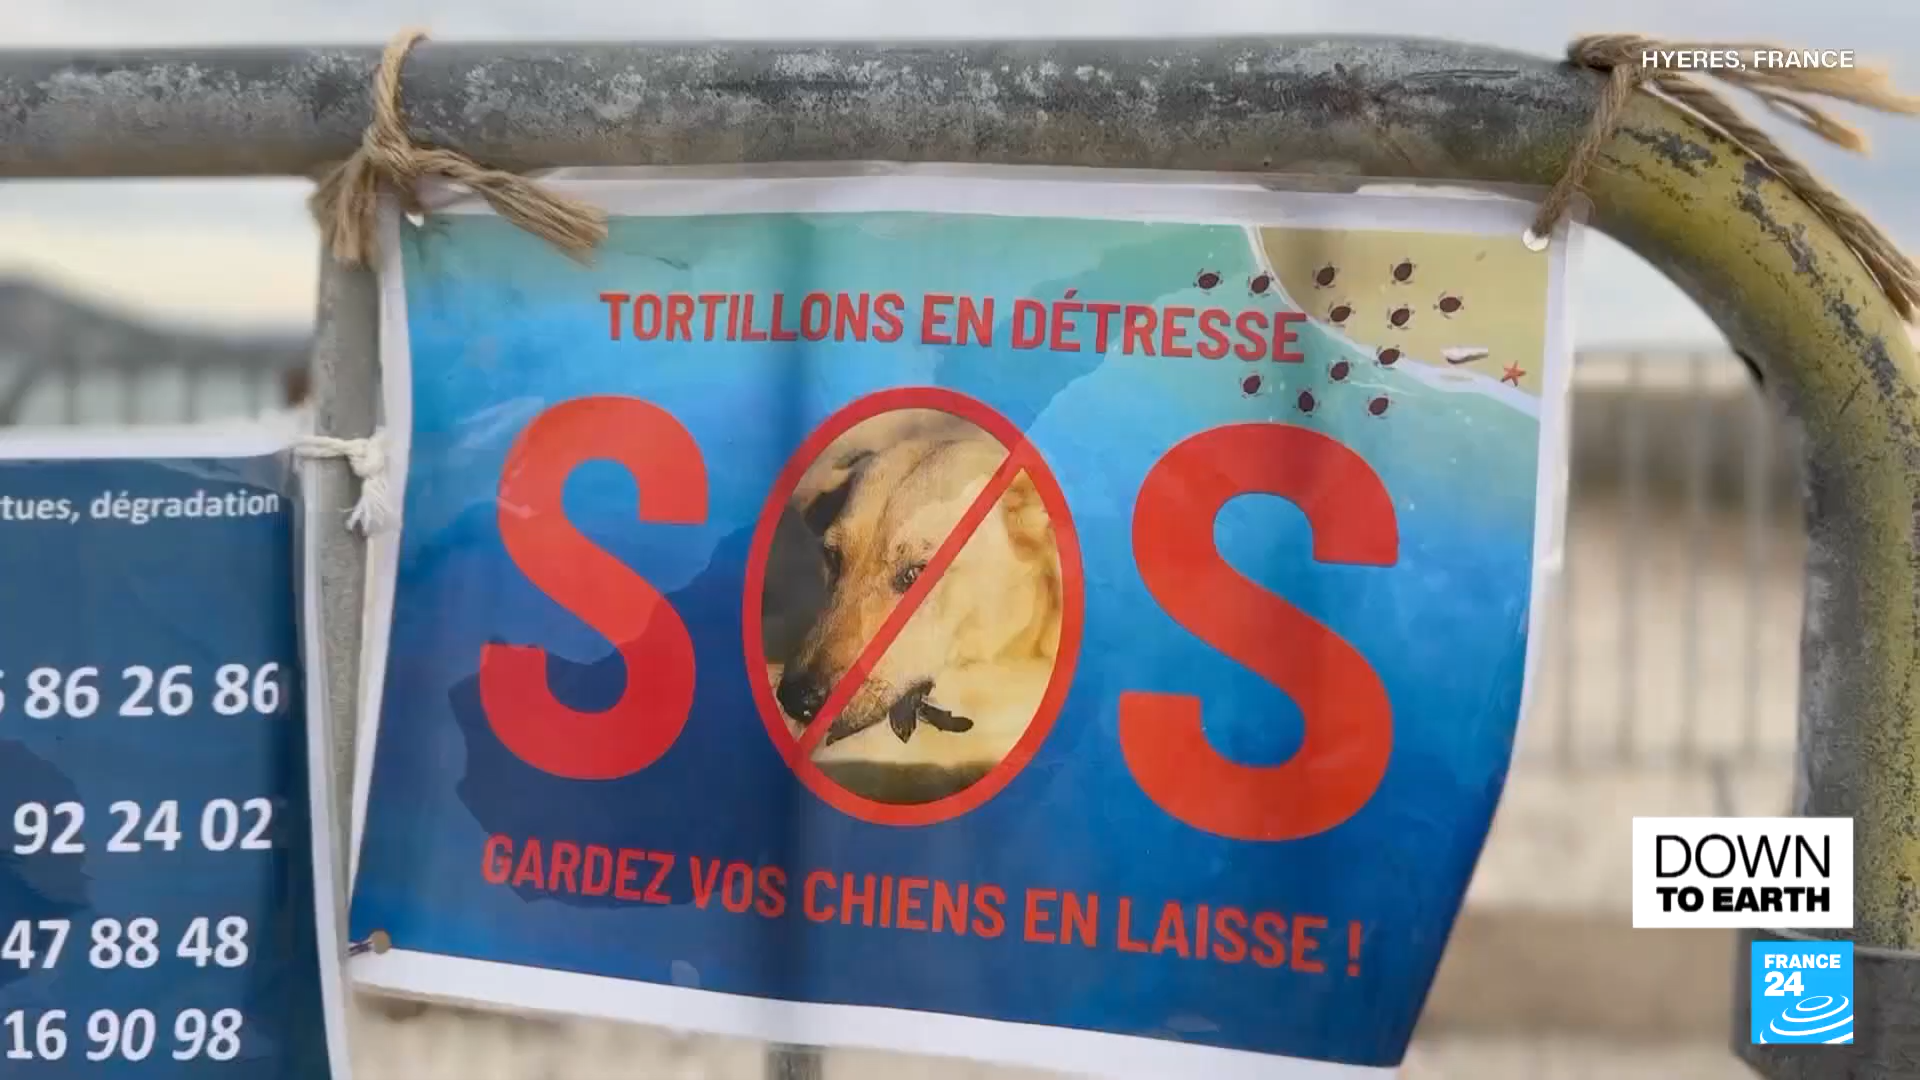 HYERES, FRANCE
TORTILLONS EN DÉTRESSE
SOS
GARDEZ VOS CHIENS EN LAISSE !
tues, dégradation
86 26 86
92 24 02
47 88 48
16 90 98
DOWN
TO EARTH
FRANCE
24